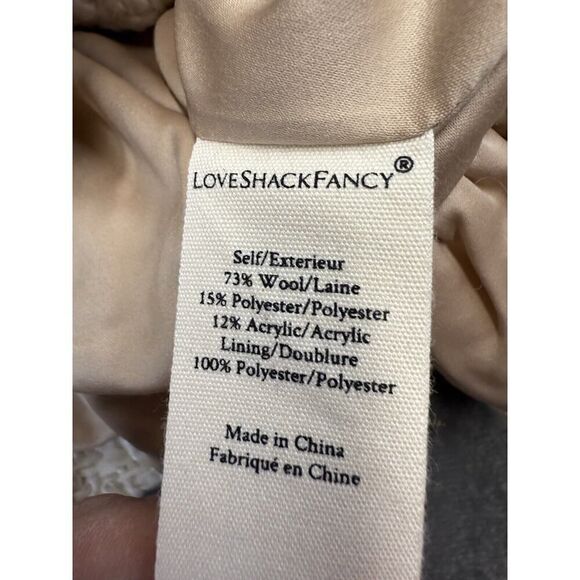 LOVESHACKFANCY®
Self/Exterieur
73% Wool/Laine
15% Polyester/Polyester
12% Acrylic/Acrylic
Lining/Doublure
100% Polyester/Polyester
Made in China
Fabriqué en Chine